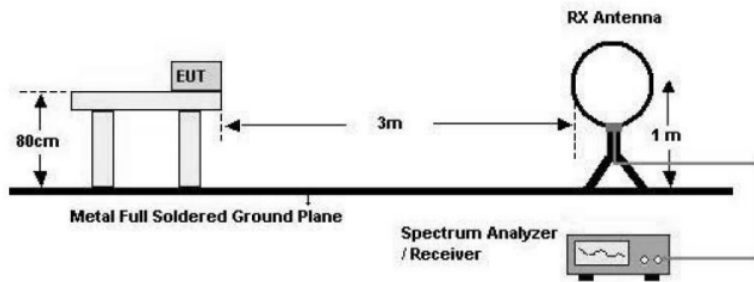 RX Antenna
EUT
3m
80cm
1 m
Metal Full Soldered Ground Plane
Spectrum Analyzer
/ Receiver